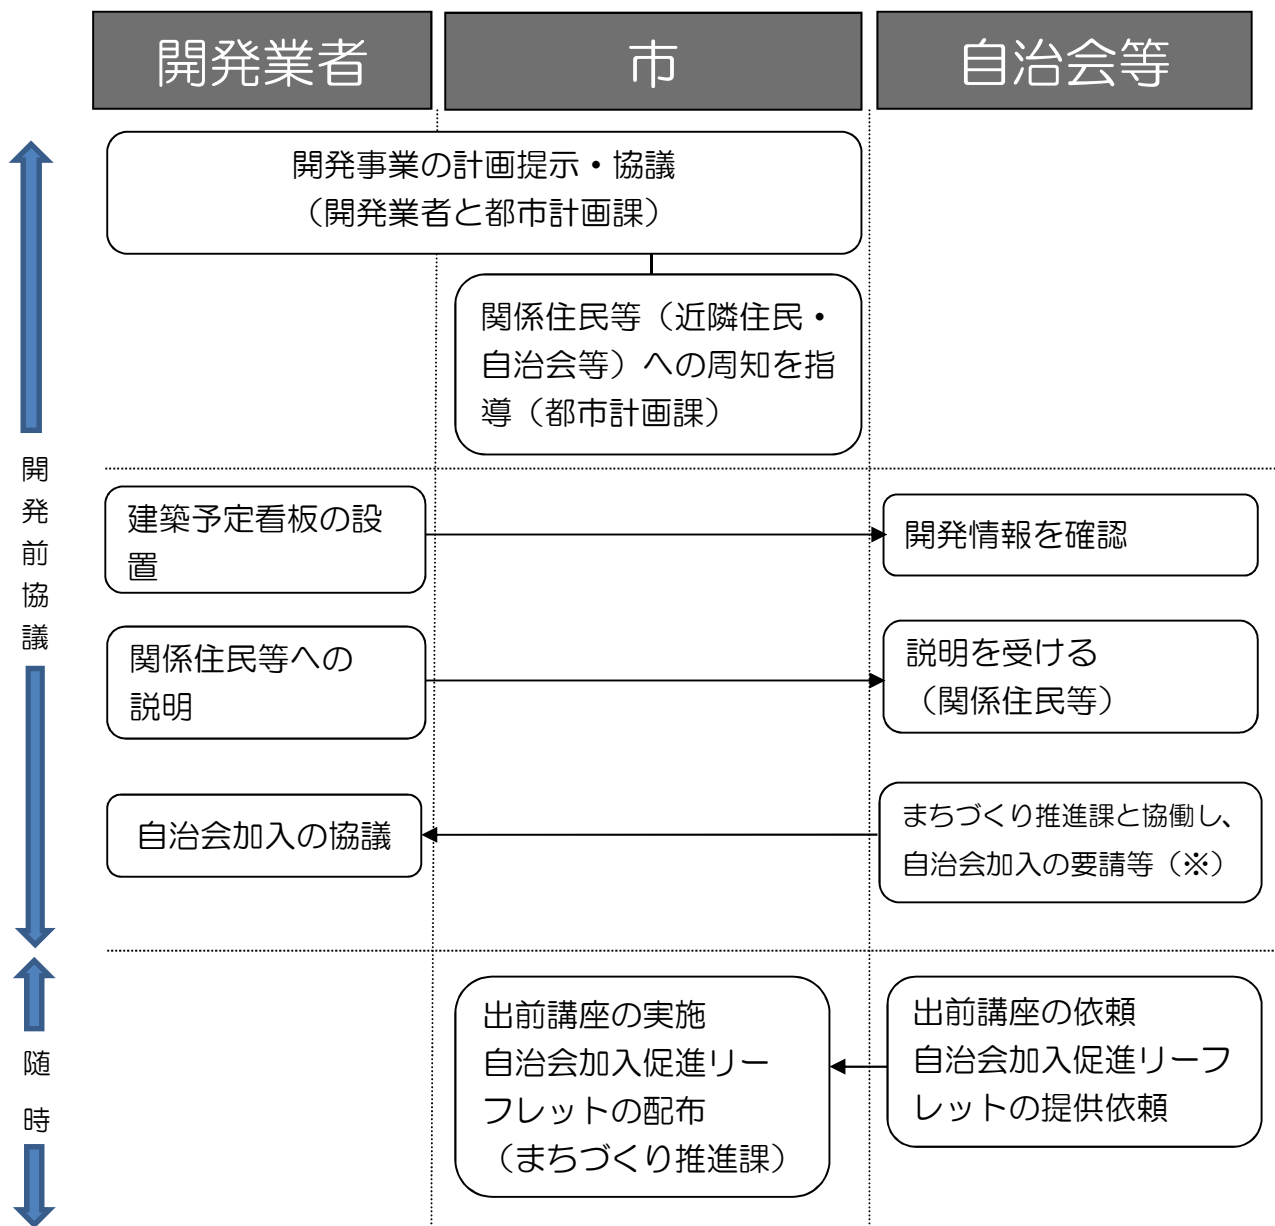 開発業者
市
自治会等
開発事業の計画提示・協議
（開発業者と都市計画課）
関係住民等（近隣住民・
自治会等）への周知を指
導（都市計画課）
開発前協議
建築予定看板の設
置
開発情報を確認
関係住民等への
説明
説明を受ける
（関係住民等）
自治会加入の協議
まちづくり推進課と協働し、
自治会加入の要請等（※）
随時
出前講座の実施
自治会加入促進リー
フレットの配布
（まちづくり推進課）
出前講座の依頼
自治会加入促進リーフ
レットの提供依頼